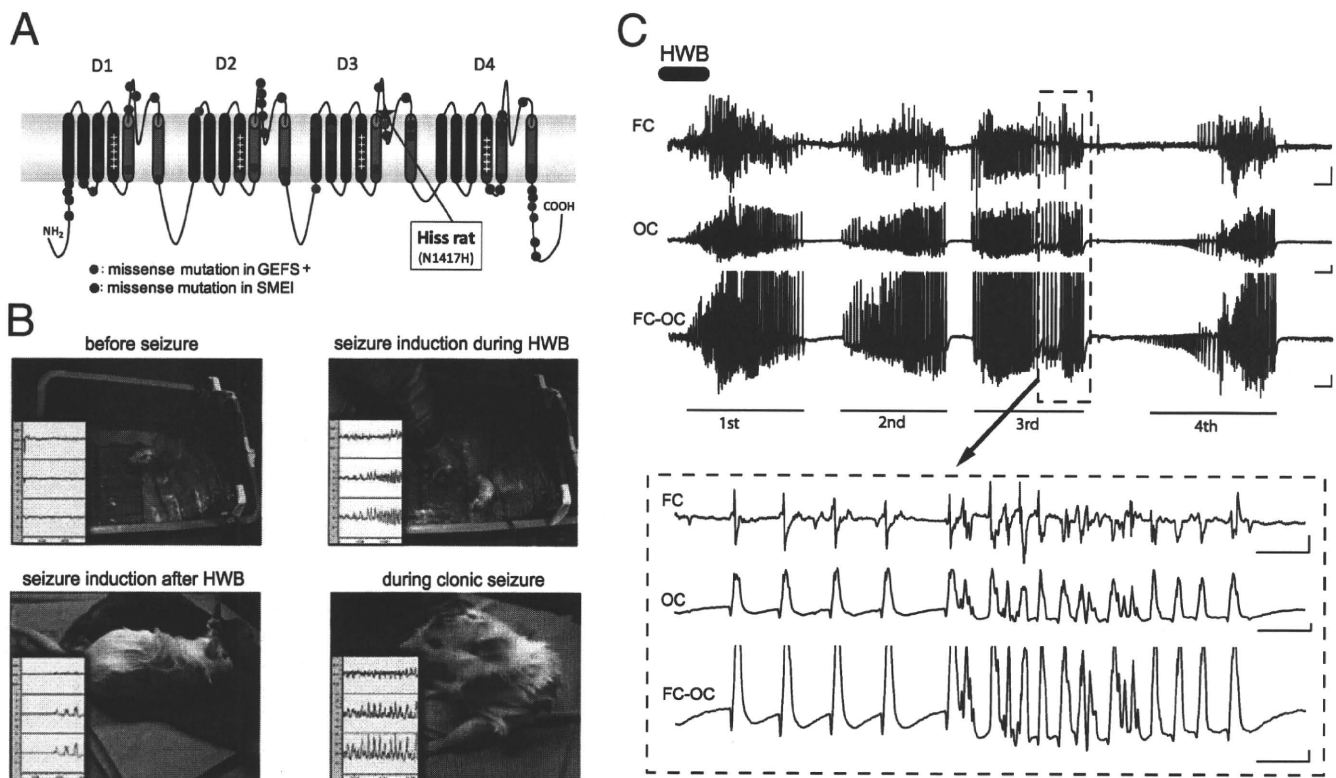 A
D1 D2 D3 D4
NH2
COOH
Hiss rat
(N1417H)
●: missense mutation in GEFS+
●: missense mutation in SMEI
B
before seizure
seizure induction during HWB
seizure induction after HWB
during clonic seizure
C
HWB
FC
OC
FC-OC
1st 2nd 3rd 4th
FC
OC
FC-OC